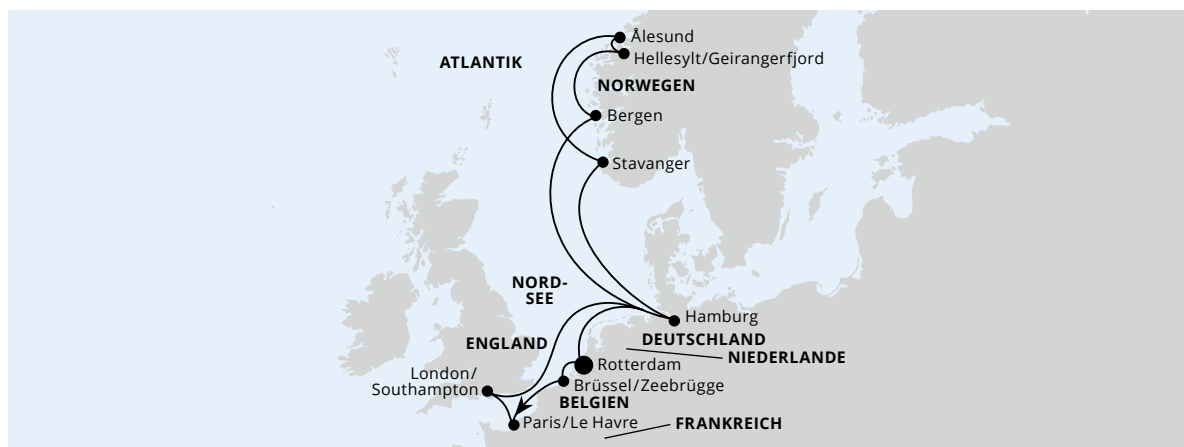 Ålesund
ATLANTIK
Hellesylt/Geirangerfjord
NORWEGEN
Bergen
Stavanger
NORD-
SEE
Hamburg
ENGLAND
DEUTSCHLAND
NIEDERLANDE
Rotterdam
London/
Southampton
Brüssel/Zeebrügge
BELGIEN
Paris/Le Havre
FRANKREICH